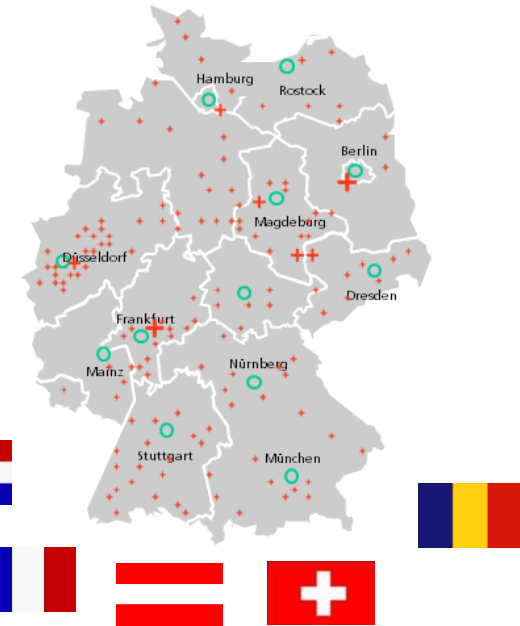 Hamburg
Rostock
Berlin
Magdeburg
Düsseldorf
Dresden
Frankfurt
Mainz
Nürnberg
Stuttgart
München